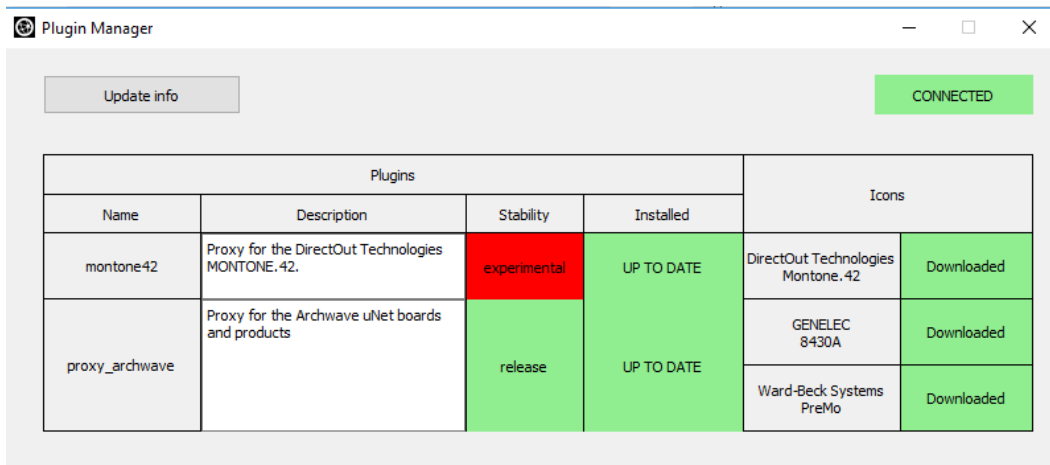 Plugin Manager
Update info
CONNECTED
Plugins
Icons
Name
Description
Stability
Installed
montone42
Proxy for the DirectOut Technologies
MONTONE.42.
experimental
UP TO DATE
DirectOut Technologies
Montone.42
Downloaded
proxy_archwave
Proxy for the Archwave uNet boards
and products
release
UP TO DATE
GENELEC
8430A
Downloaded
Ward-Beck Systems
PreMo
Downloaded